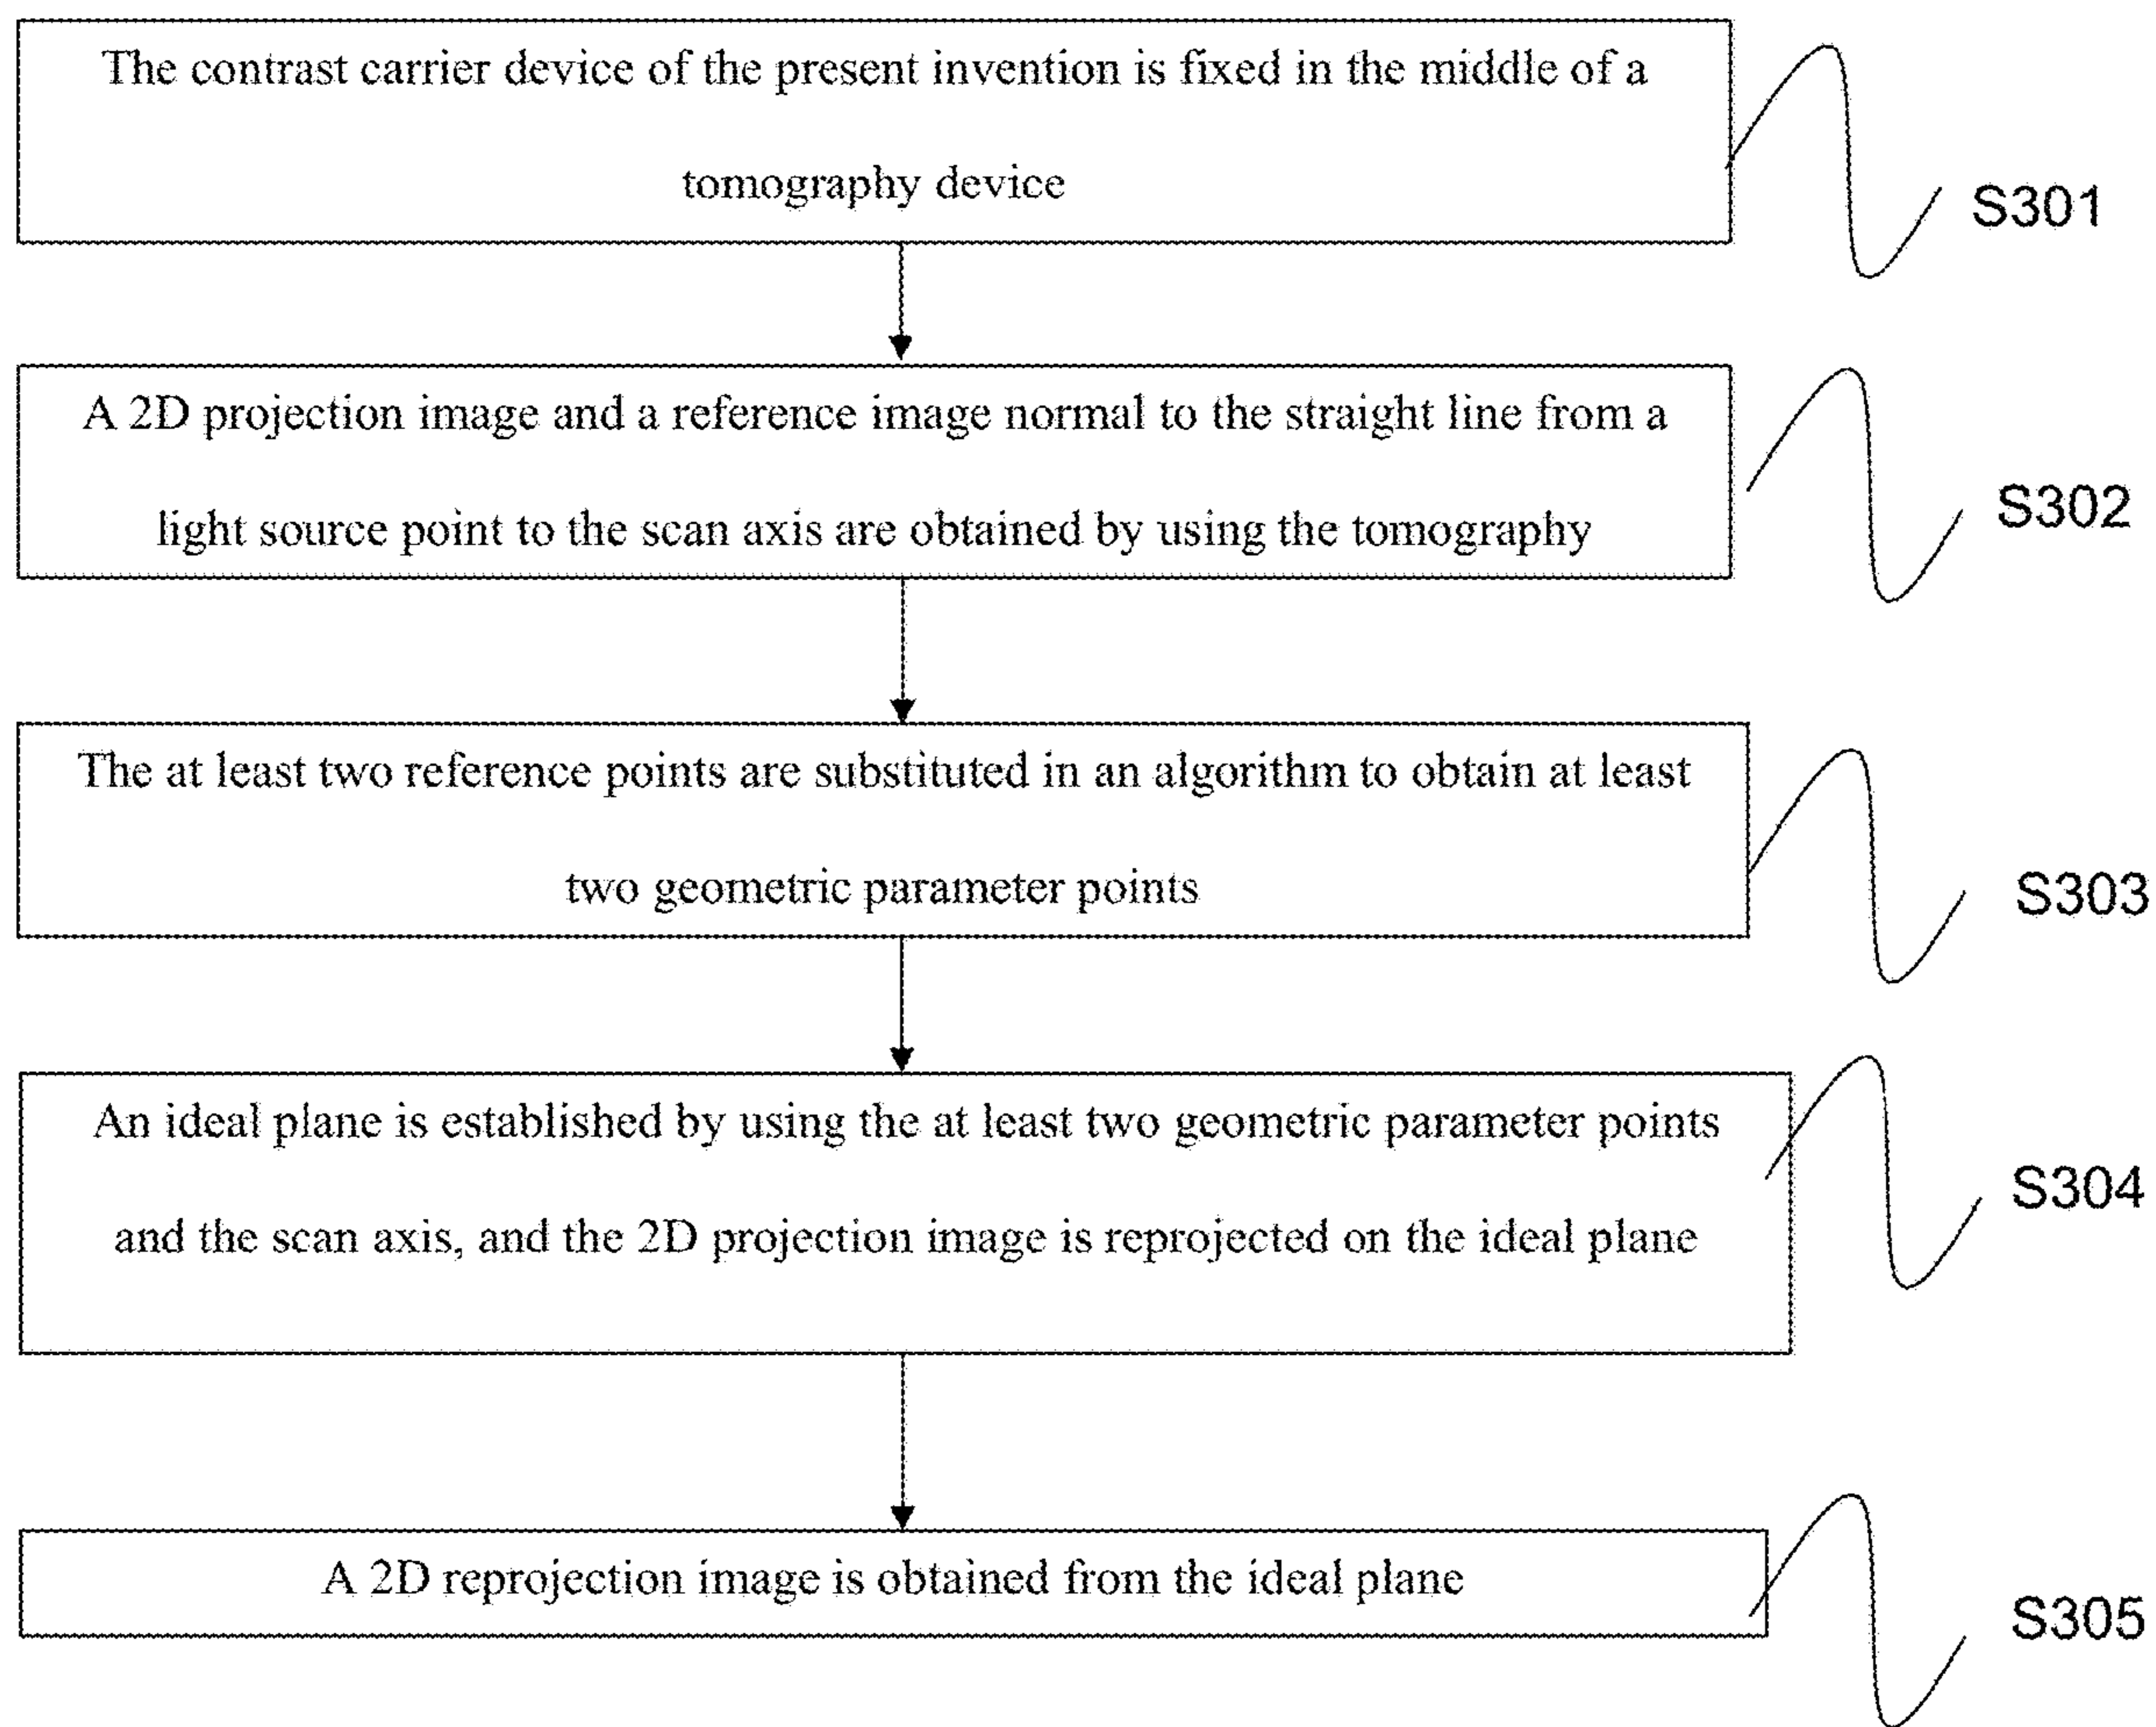 The contrast carrier device of the present invention is fixed in the middle of a
tomography device
S301
A 2D projection image and a reference image normal to the straight line from a
light source point to the scan axis are obtained by using the tomography
S302
The at least two reference points are substituted in an algorithm to obtain at least
two geometric parameter points
S303
An ideal plane is established by using the at least two geometric parameter points
and the scan axis, and the 2D projection image is reprojected on the ideal plane
S304
A 2D reprojection image is obtained from the ideal plane
S305